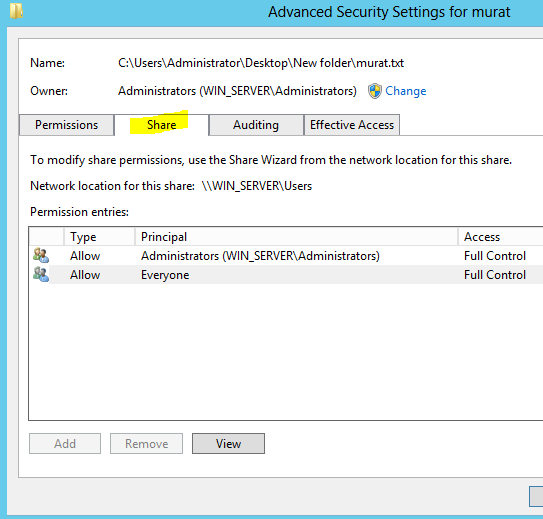 Advanced Security Settings for murat
Name: C:\Users\Administrator\Desktop\New folder\murat.txt
Owner: Administrators (WIN_SERVER\Administrators) Change
Permissions Share Auditing Effective Access
To modify share permissions, use the Share Wizard from the network location for this share.
Network location for this share: \\WIN_SERVER\Users
Permission entries:
Type Principal Access
Allow Administrators (WIN_SERVER\Administrators) Full Control
Allow Everyone Full Control
Add Remove View